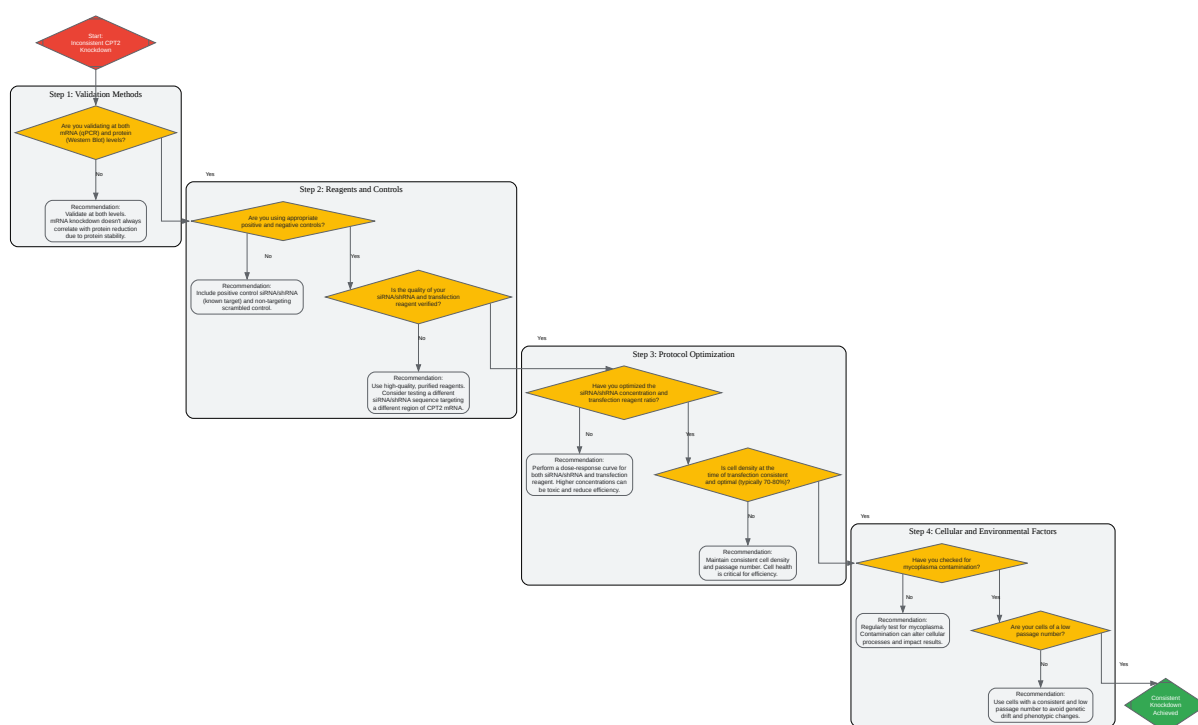 Start:
Inconsistent CPT2
Knockdown
Step 1: Validation Methods
Are you validating at both
mRNA (qPCR) and protein
(Western Blot) levels?
No
Yes
Recommendation:
Validate at both levels.
mRNA knockdown doesn't always
correlate with protein reduction
due to protein stability.
Step 2: Reagents and Controls
Are you using appropriate
positive and negative controls?
No
Yes
Recommendation:
Include positive control siRNA/shRNA
(known target) and non-targeting
scrambled control.
Is the quality of your
siRNA/shRNA and transfection
reagent verified?
No
Yes
Recommendation:
Use high-quality, purified reagents.
Consider testing a different
siRNA/shRNA sequence targeting
a different region of CPT2 mRNA.
Step 3: Protocol Optimization
Have you optimized the
siRNA/shRNA concentration and
transfection reagent ratio?
No
Yes
Recommendation:
Perform a dose-response curve for
both siRNA/shRNA and transfection
reagent. Higher concentrations can
be toxic and reduce efficiency.
Is cell density at the
time of transfection consistent
and optimal (typically 70-80%)?
No
Yes
Recommendation:
Maintain consistent cell density
and passage number. Cell health
is critical for efficiency.
Step 4: Cellular and Environmental Factors
Have you checked for
mycoplasma contamination?
No
Yes
Recommendation:
Regularly test for mycoplasma.
Contamination can alter cellular
processes and impact results.
Are your cells of a low
passage number?
No
Yes
Recommendation:
Use cells with a consistent and low
passage number to avoid genetic
drift and phenotypic changes.
Consistent
Knockdown
Achieved